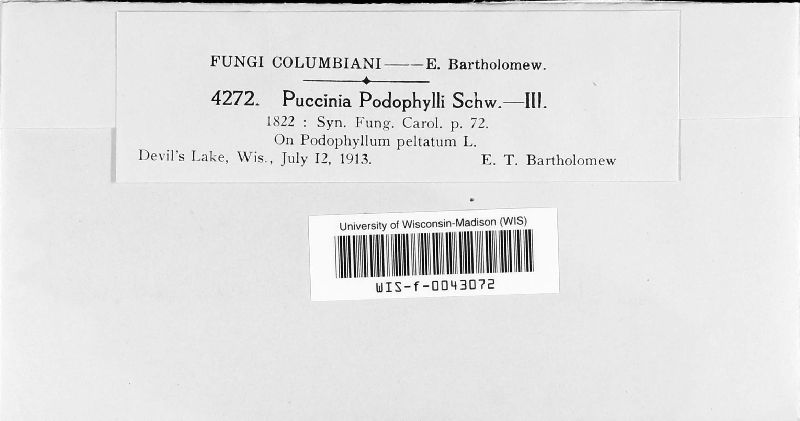 FUNGI COLUMBIANI——E. Bartholomew.
4272. Puccinia Podophylli Schw.—III.
1822 : Syn. Fung. Carol. p. 72.
On Podophyllum peltatum L.
Devil's Lake, Wis., July 12, 1913. E. T. Bartholomew
University of Wisconsin-Madison (WIS)
WIS-f-0043072